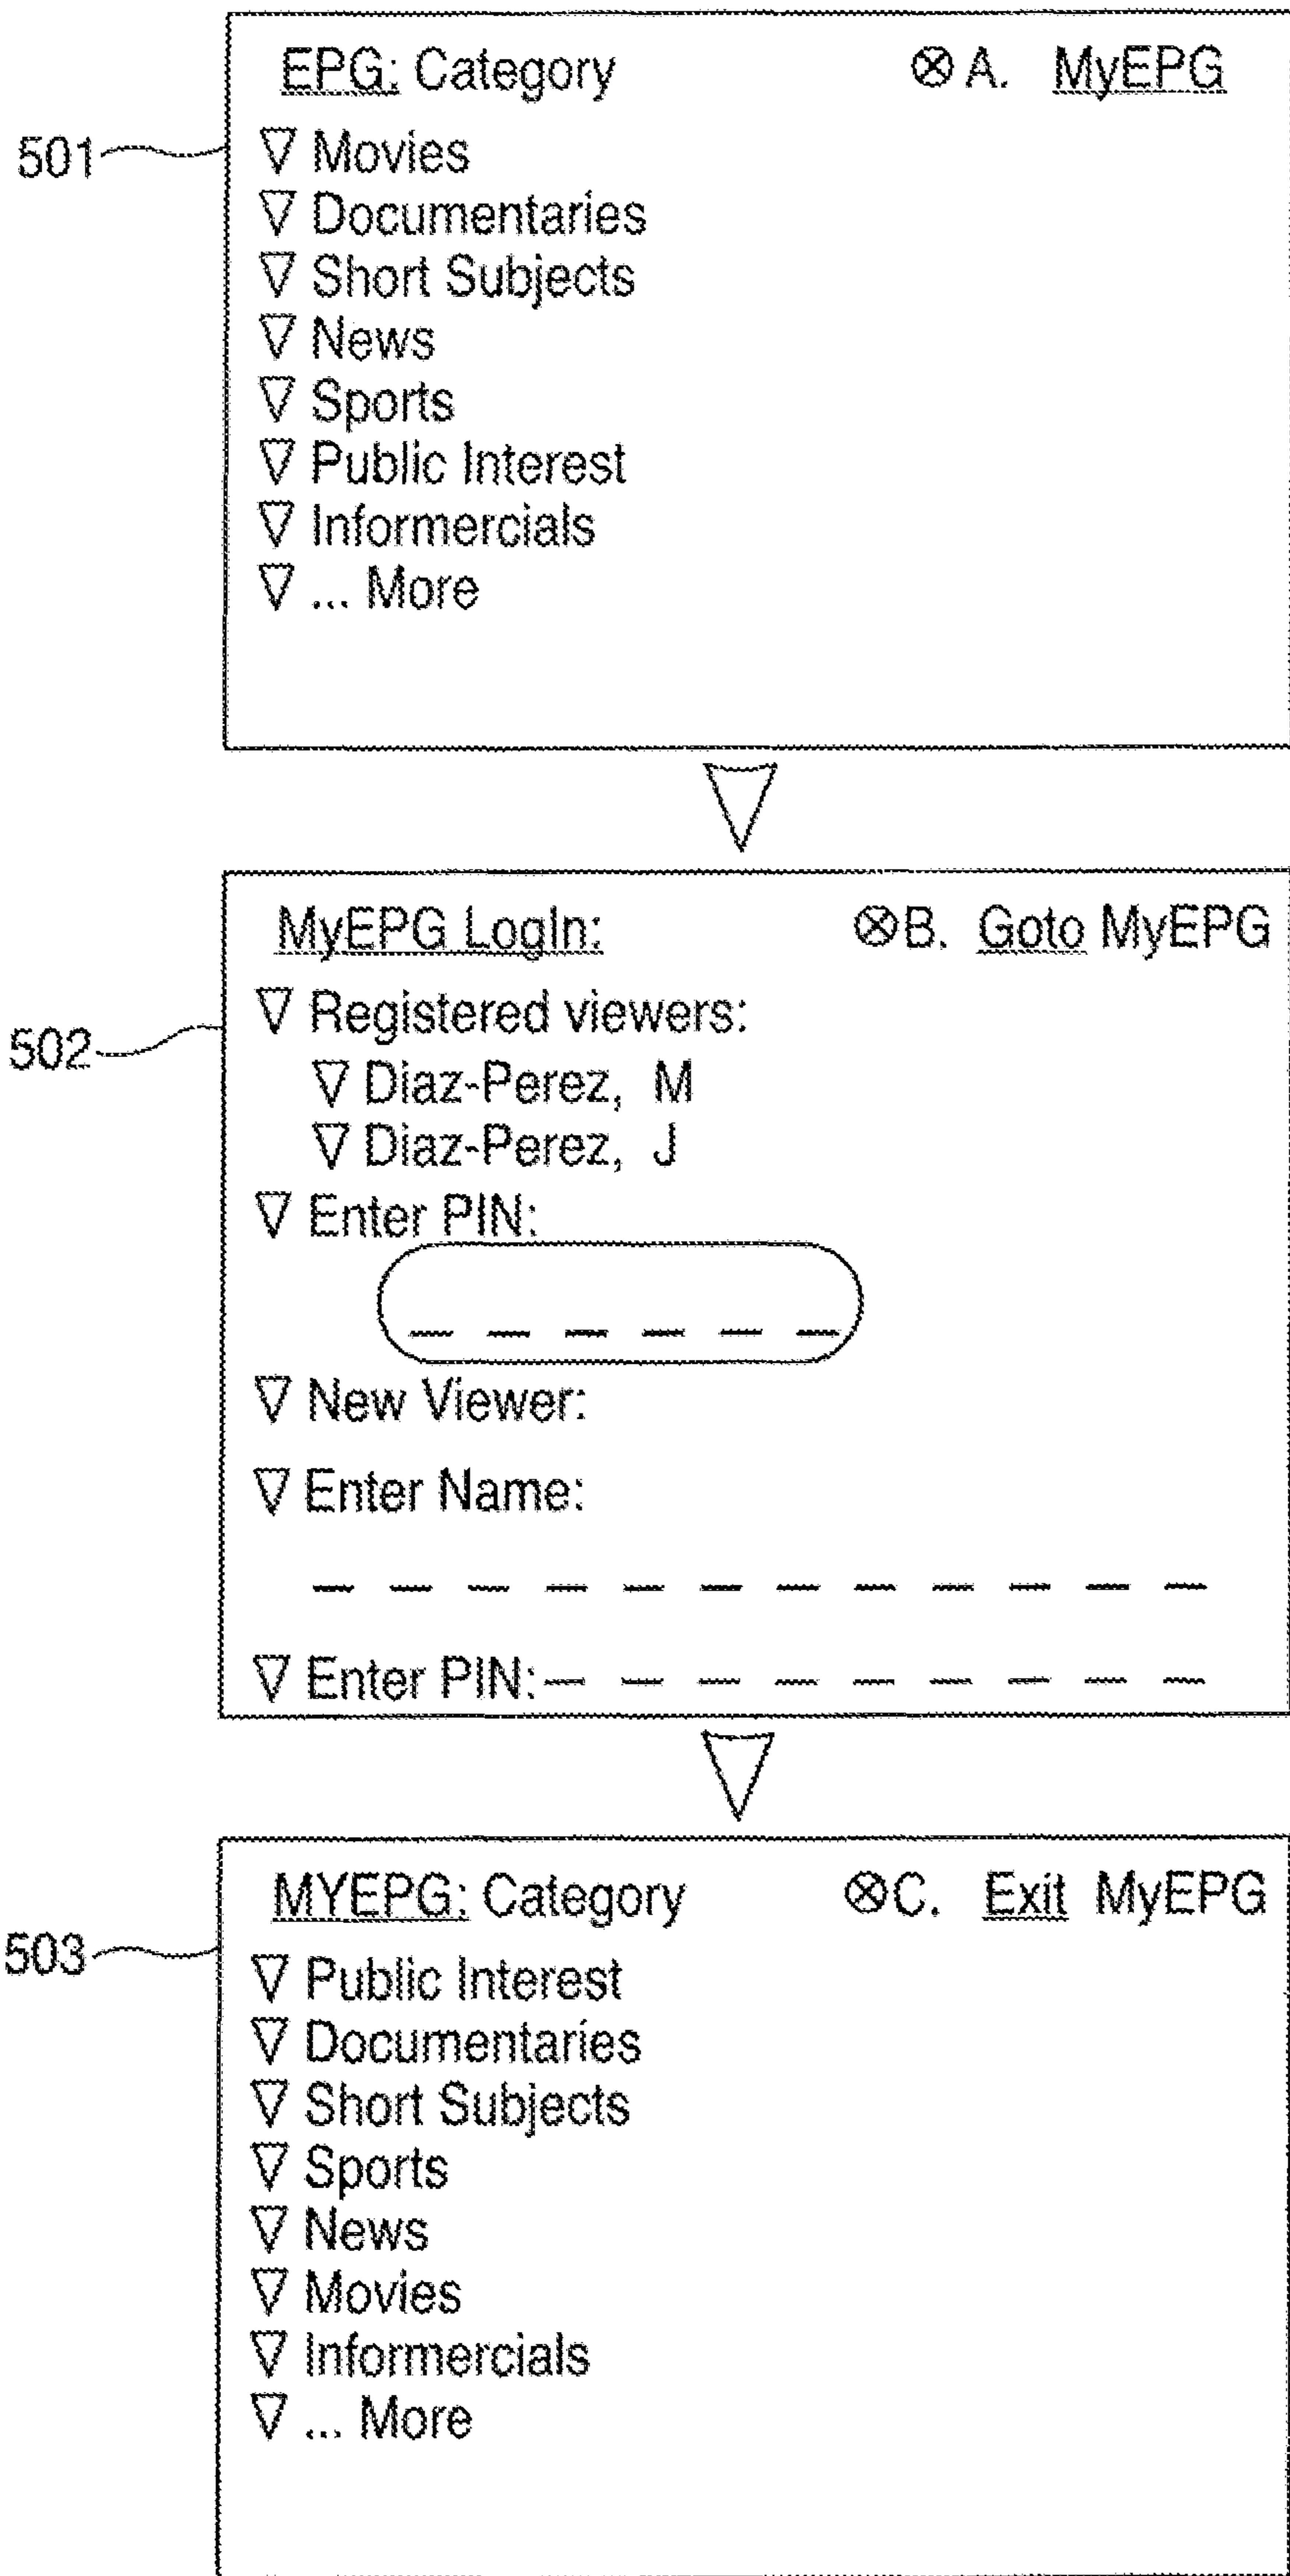 EPG: Category ⊗ A. MyEPG
501
▽ Movies
▽ Documentaries
▽ Short Subjects
▽ News
▽ Sports
▽ Public Interest
▽ Informercials
▽ ... More
MyEPG LogIn: ⊗B. Goto MyEPG
▽ Registered viewers:
502
▽ Diaz-Perez, M
▽ Diaz-Perez, J
▽ Enter PIN:
_ _ _ _ _ _
▽ New Viewer:
▽ Enter Name:
_ _ _ _ _ _ _ _ _ _ _ _
▽ Enter PIN: _ _ _ _ _ _ _ _ _
MYEPG: Category ⊗C. Exit MyEPG
503
▽ Public Interest
▽ Documentaries
▽ Short Subjects
▽ Sports
▽ News
▽ Movies
▽ Informercials
▽ ... More